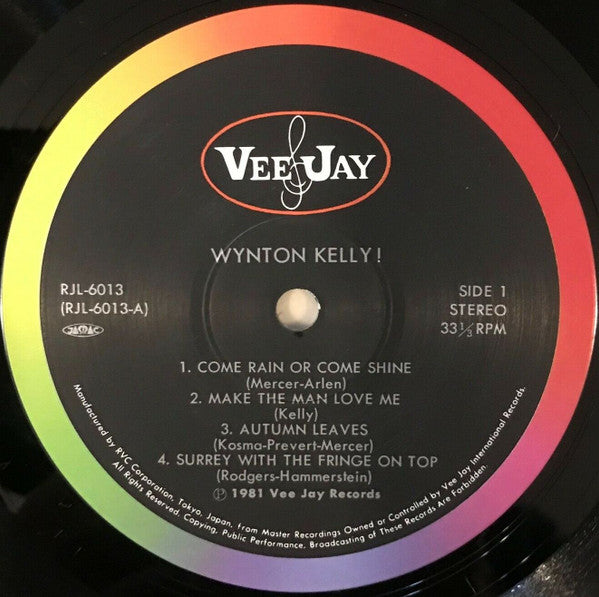 VEE JAY
WYNTON KELLY!
RJL-6013
(RJL-6013-A)
JASRAC
SIDE 1
STEREO
33⅓ RPM
1. COME RAIN OR COME SHINE
(Mercer-Arlen)
2. MAKE THE MAN LOVE ME
(Kelly)
3. AUTUMN LEAVES
(Kosma-Prevert-Mercer)
4. SURREY WITH THE FRINGE ON TOP
(Rodgers-Hammerstein)
℗ 1981 Vee Jay Records
Manufactured by RVC Corporation, Tokyo, Japan, from Master Recordings Owned or Controlled by Vee Jay International Records.
All Rights Reserved. Copying, Public Performance, Broadcasting of These Records Are Forbidden.